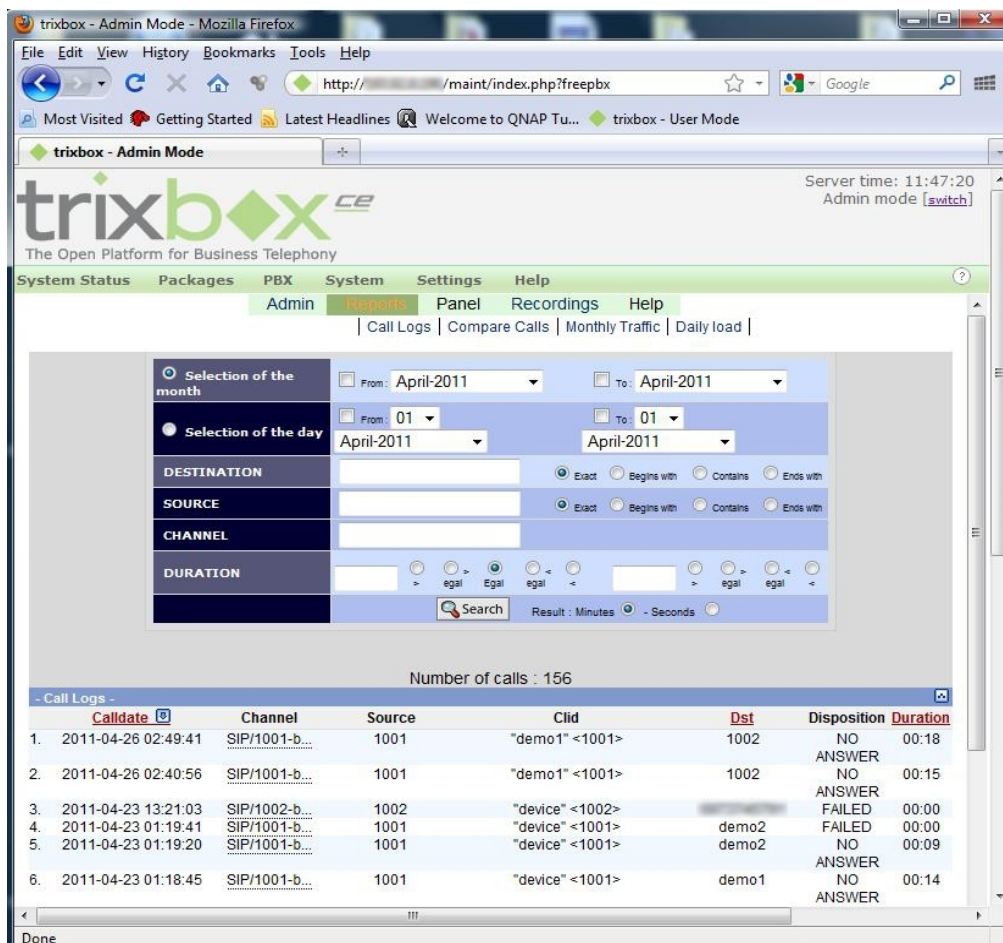 trixbox - Admin Mode - Mozilla Firefox
File Edit View History Bookmarks Tools Help
http:// /maint/index.php?freepbx Google
Most Visited Getting Started Latest Headlines Welcome to QNAP Tu... trixbox - User Mode
trixbox - Admin Mode
Server time: 11:47:20
Admin mode [switch]
trixbox CE
The Open Platform for Business Telephony
System Status Packages PBX System Settings Help ?
Admin Reports Panel Recordings Help
| Call Logs | Compare Calls | Monthly Traffic | Daily load |
Selection of the month From : April-2011 To : April-2011
Selection of the day From : 01 April-2011 To : 01 April-2011
DESTINATION Exact Begins with Contains Ends with
SOURCE Exact Begins with Contains Ends with
CHANNEL
DURATION > > egal Egal < egal < > > egal < egal <
Search Result : Minutes - Seconds
Number of calls : 156
- Call Logs -
Calldate Channel Source Clid Dst Disposition Duration
1. 2011-04-26 02:49:41 SIP/1001-b... 1001 "demo1" <1001> 1002 NO ANSWER 00:18
2. 2011-04-26 02:40:56 SIP/1001-b... 1001 "demo1" <1001> 1002 NO ANSWER 00:15
3. 2011-04-23 13:21:03 SIP/1002-b... 1002 "device" <1002> FAILED 00:00
4. 2011-04-23 01:19:41 SIP/1001-b... 1001 "device" <1001> demo2 FAILED 00:00
5. 2011-04-23 01:19:20 SIP/1001-b... 1001 "device" <1001> demo2 NO ANSWER 00:09
6. 2011-04-23 01:18:45 SIP/1001-b... 1001 "device" <1001> demo1 NO ANSWER 00:14
Done